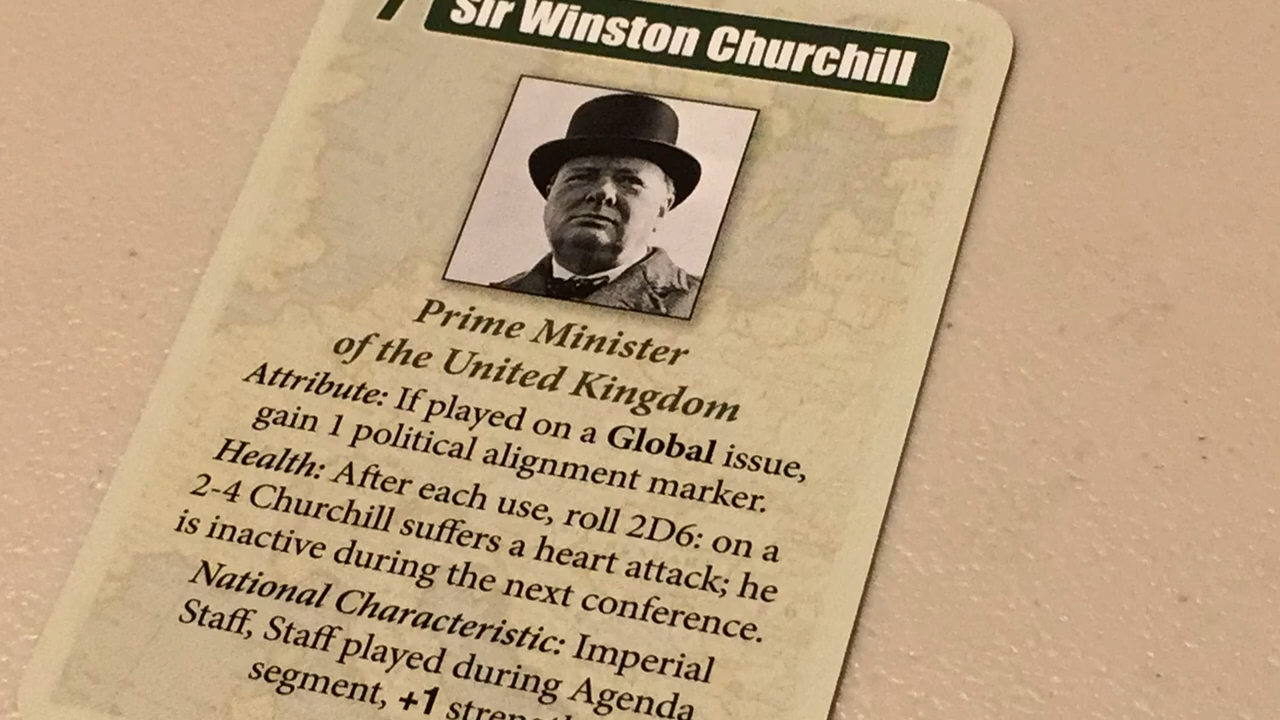 Sir Winston Churchill
Prime Minister
of the United Kingdom
Attribute: If played on a Global issue,
gain 1 political alignment marker.
Health: After each use, roll 2D6: on a
2-4 Churchill suffers a heart attack; he
is inactive during the next conference.
National Characteristic: Imperial
Staff, Staff played during Agenda
segment, +1